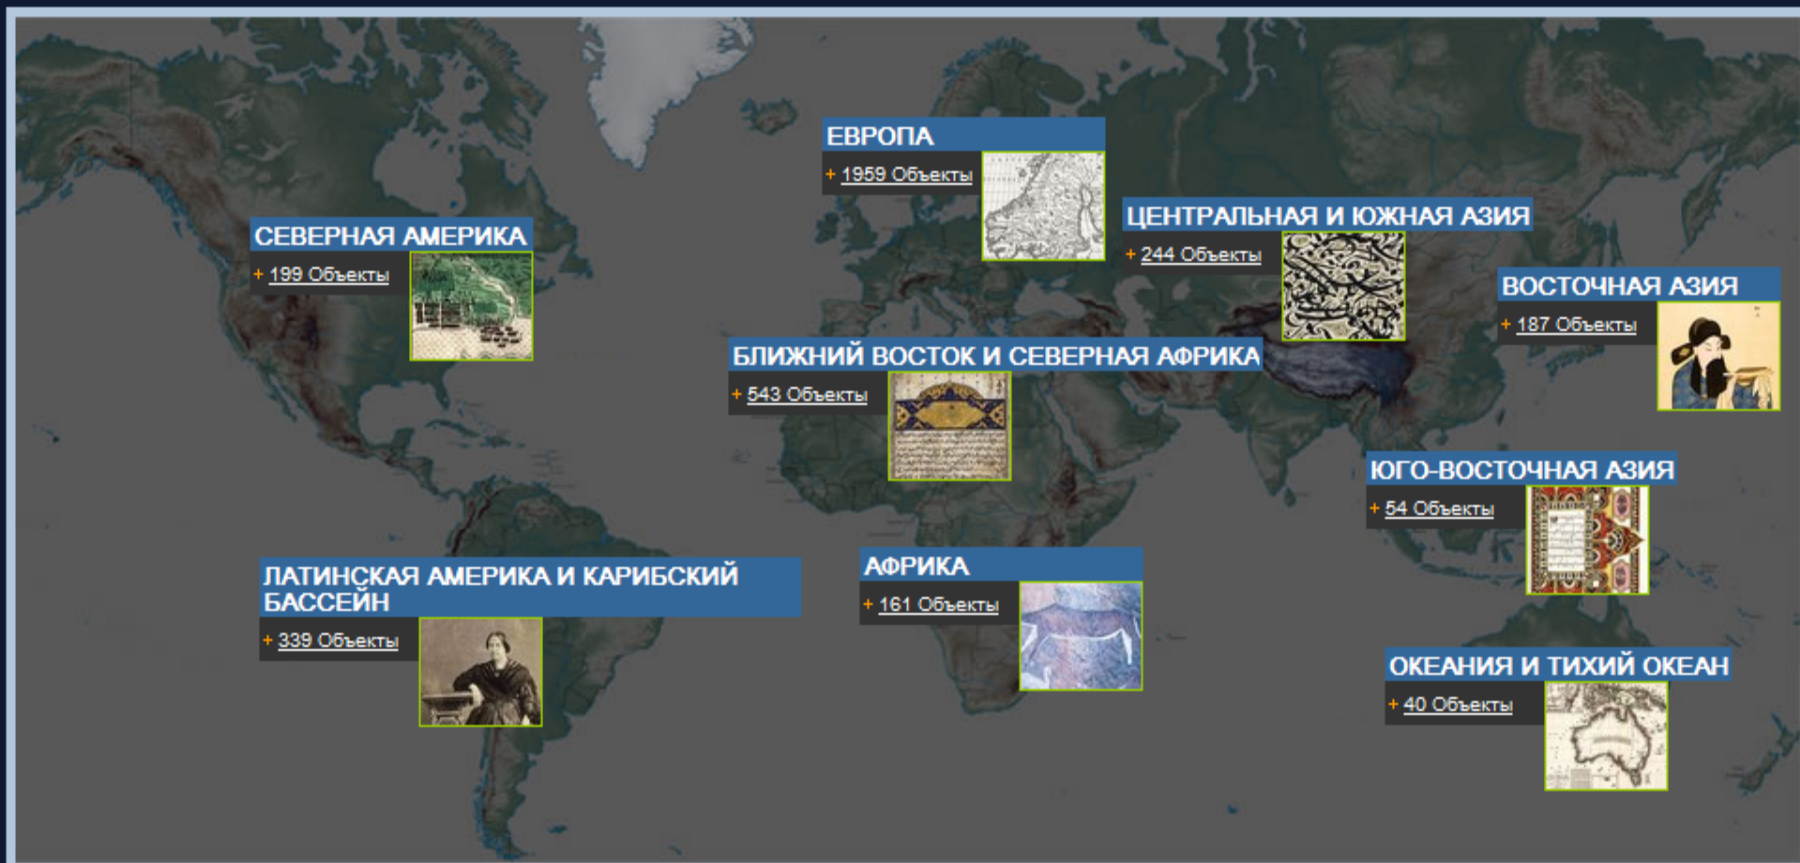 ЕВРОПА
+ 1959 Объекты
ЦЕНТРАЛЬНАЯ И ЮЖНАЯ АЗИЯ
+ 244 Объекты
СЕВЕРНАЯ АМЕРИКА
+ 199 Объекты
ВОСТОЧНАЯ АЗИЯ
+ 187 Объекты
БЛИЖНИЙ ВОСТОК И СЕВЕРНАЯ АФРИКА
+ 543 Объекты
ЮГО-ВОСТОЧНАЯ АЗИЯ
+ 54 Объекты
ЛАТИНСКАЯ АМЕРИКА И КАРИБСКИЙ
БАССЕЙН
+ 339 Объекты
АФРИКА
+ 161 Объекты
ОКЕАНИЯ И ТИХИЙ ОКЕАН
+ 40 Объекты